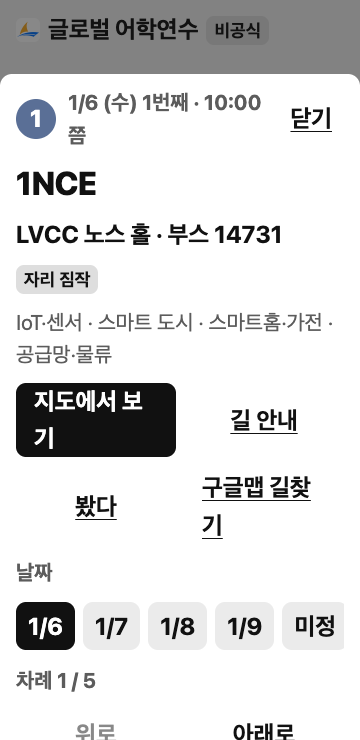 글로벌 어학연수 비공식
1 1/6 (수) 1번째 · 10:00
쯤
닫기
1NCE
LVCC 노스 홀 · 부스 14731
자리 짐작
IoT·센서 · 스마트 도시 · 스마트홈·가전 ·
공급망·물류
지도에서 보
기
길 안내
봤다
구글맵 길찾
기
날짜
1/6 1/7 1/8 1/9 미정
차례 1 / 5
위로 아래로